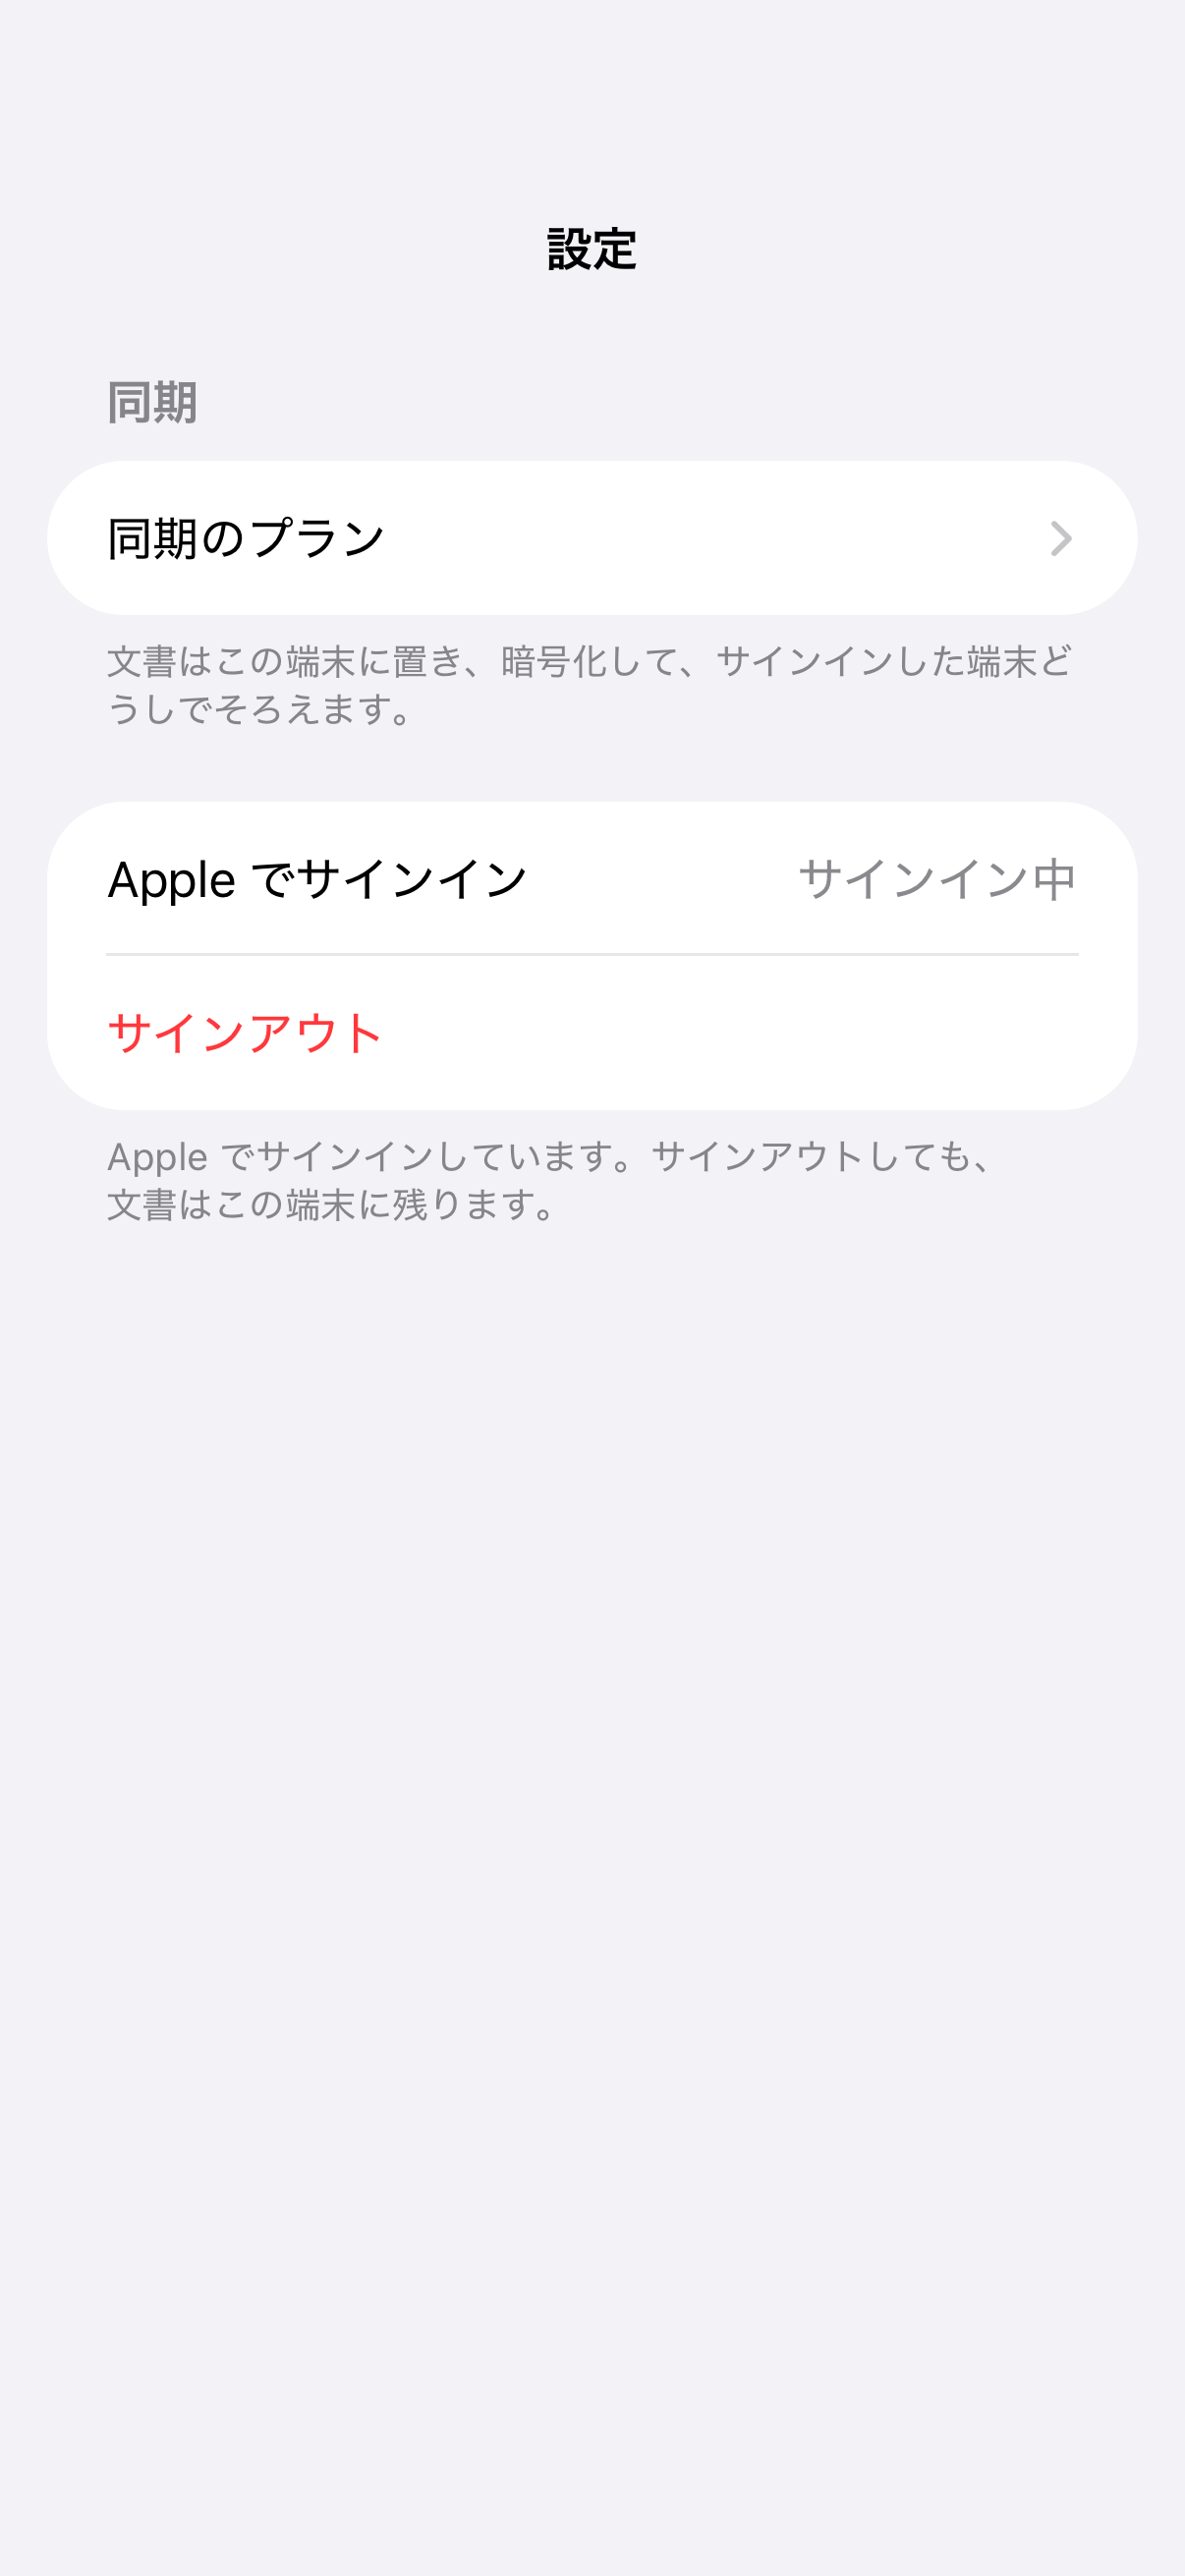 設定
同期
同期のプラン
文書はこの端末に置き、暗号化して、サインインした端末ど
うしでそろえます。
Apple でサインイン サインイン中
サインアウト
Apple でサインインしています。サインアウトしても、
文書はこの端末に残ります。